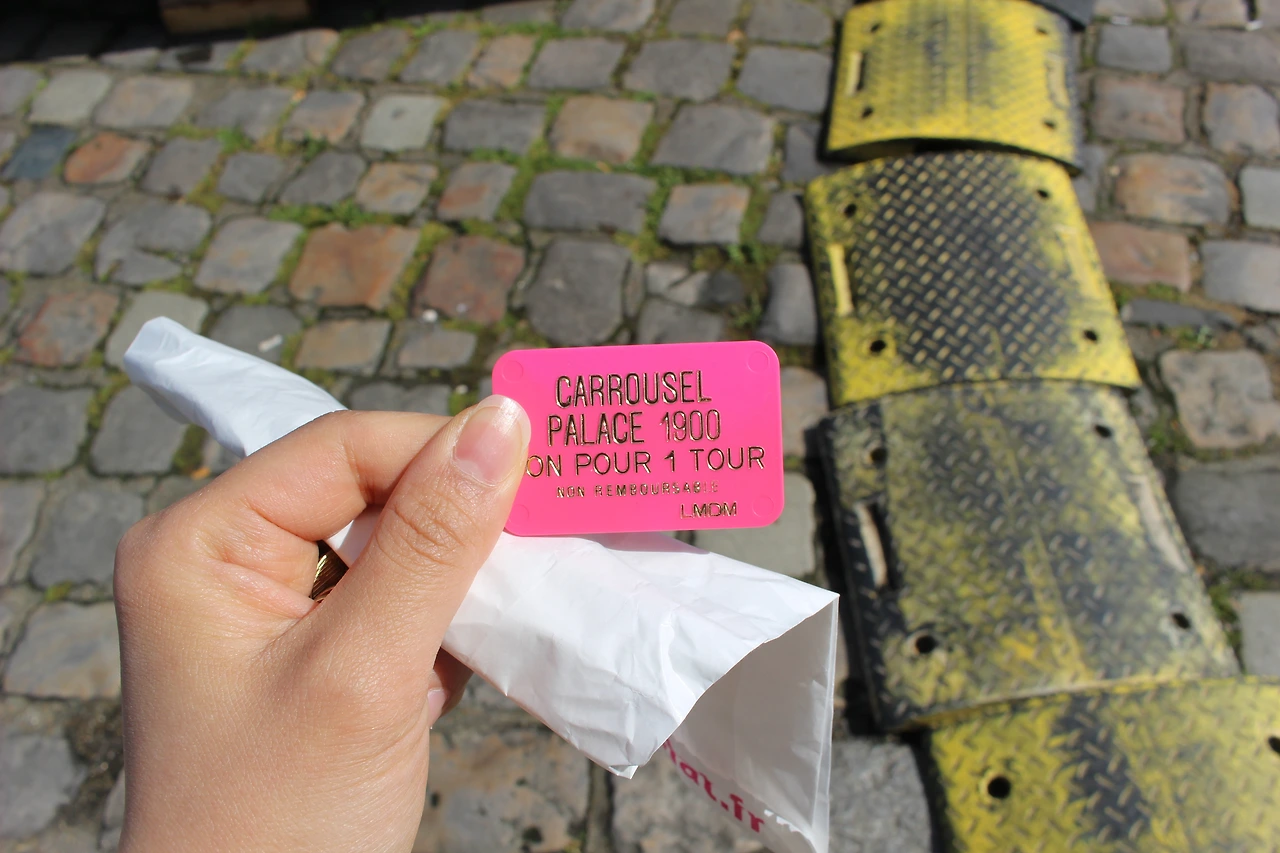 CARROUSEL
PALACE 1900
ON POUR 1 TOUR
NON REMBOURSABLE
LMDM